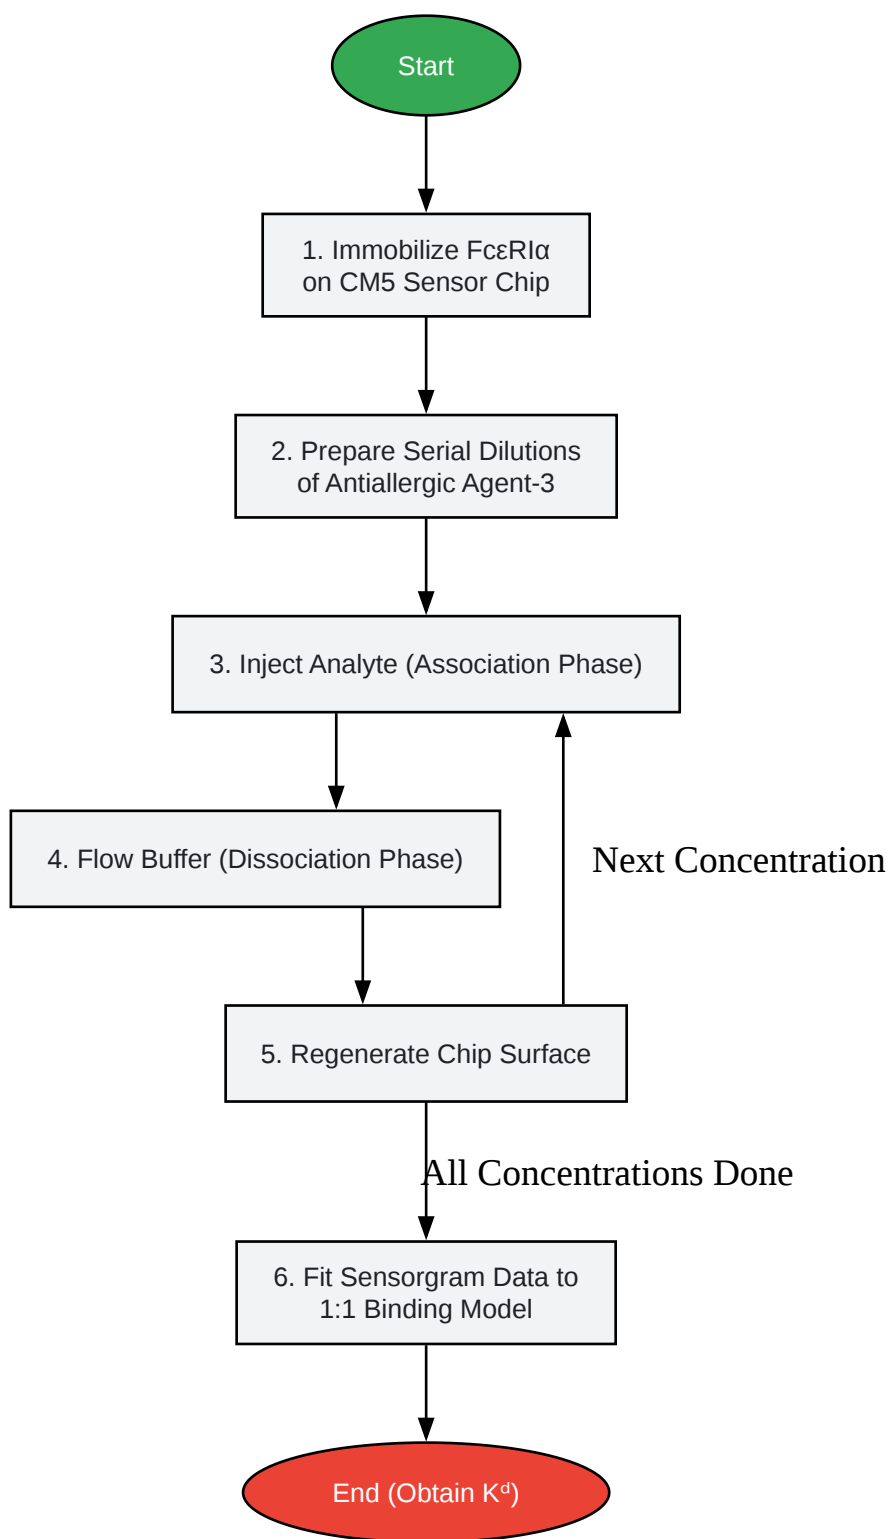 Start
1. Immobilize FcεRIα
on CM5 Sensor Chip
2. Prepare Serial Dilutions
of Antiallergic Agent-3
3. Inject Analyte (Association Phase)
4. Flow Buffer (Dissociation Phase)
Next Concentration
5. Regenerate Chip Surface
All Concentrations Done
6. Fit Sensorgram Data to
1:1 Binding Model
End (Obtain Kᵈ)